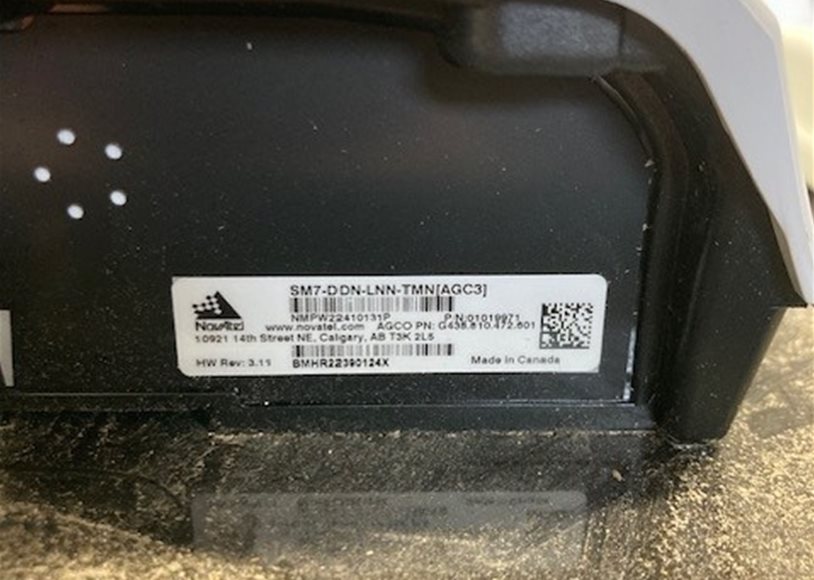 SM7-DDN-LNN-TMN[AGC3]
NMPW22410131P P/N:01019971
NovAtel www.novatel.com AGCO PN: G438.810.472.601
10921 14th Street NE, Calgary, AB T3K 2L5
HW Rev: 3.11 BMHR22390124X Made in Canada